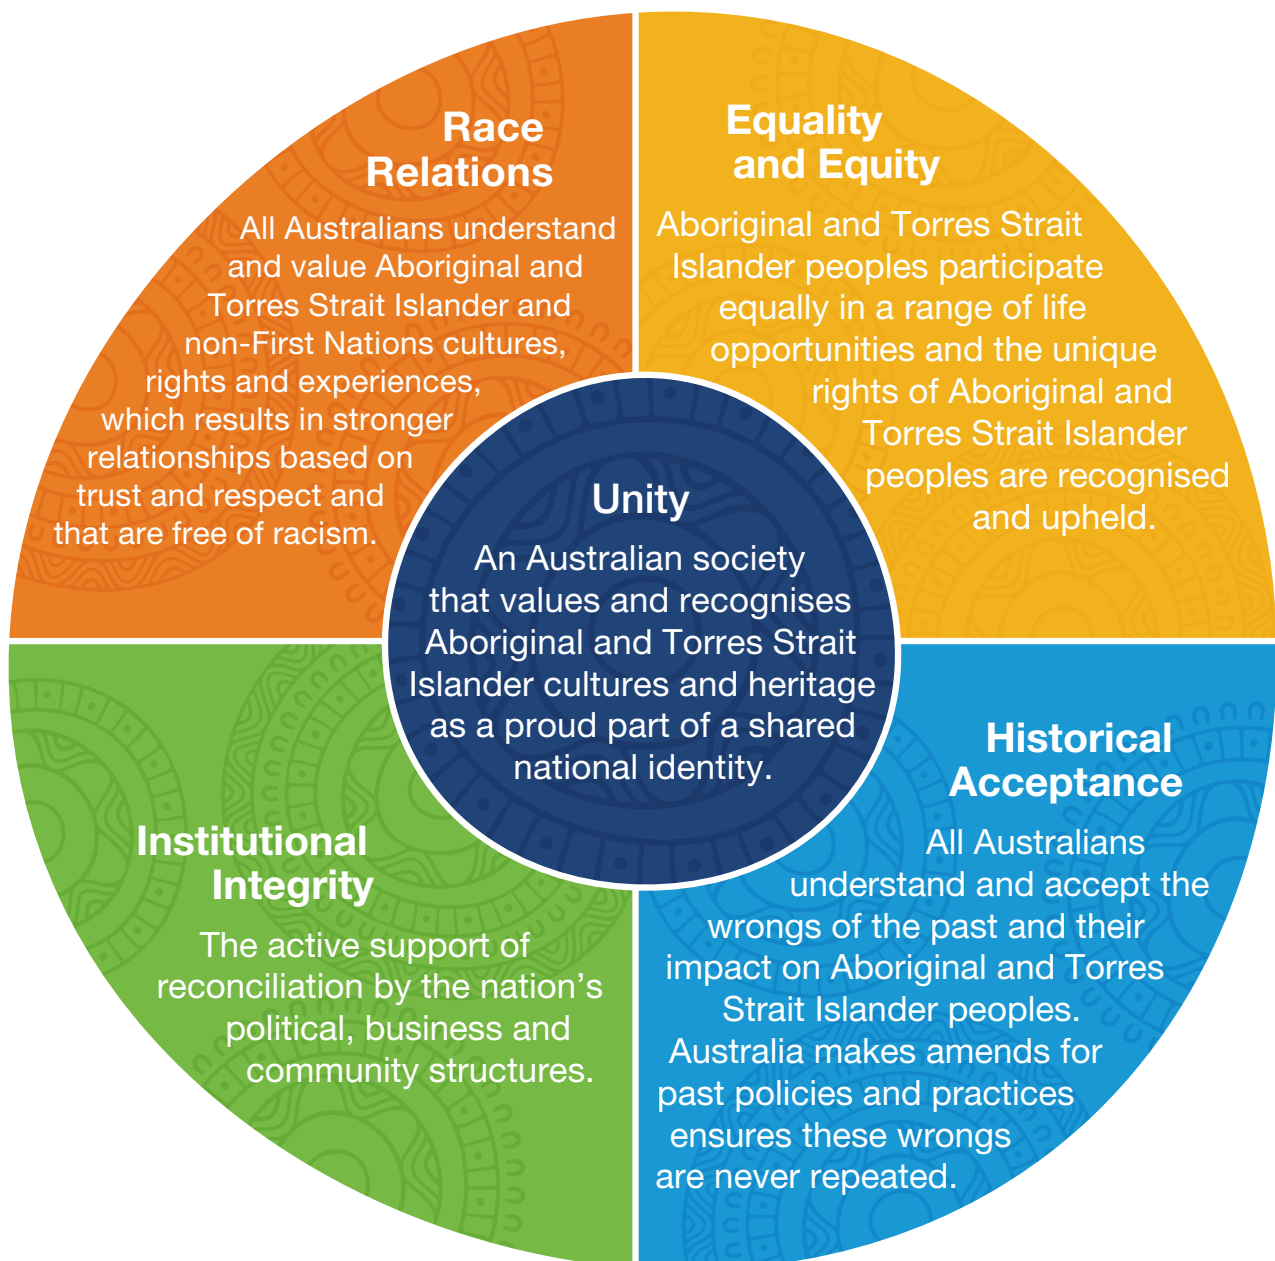 Race
Relations
All Australians understand
and value Aboriginal and
Torres Strait Islander and
non-First Nations cultures,
rights and experiences,
which results in stronger
relationships based on
trust and respect and
that are free of racism.
Equality
and Equity
Aboriginal and Torres Strait
Islander peoples participate
equally in a range of life
opportunities and the unique
rights of Aboriginal and
Torres Strait Islander
peoples are recognised
and upheld.
Unity
An Australian society
that values and recognises
Aboriginal and Torres Strait
Islander cultures and heritage
as a proud part of a shared
national identity.
Institutional
Integrity
The active support of
reconciliation by the nation’s
political, business and
community structures.
Historical
Acceptance
All Australians
understand and accept the
wrongs of the past and their
impact on Aboriginal and Torres
Strait Islander peoples.
Australia makes amends for
past policies and practices
ensures these wrongs
are never repeated.